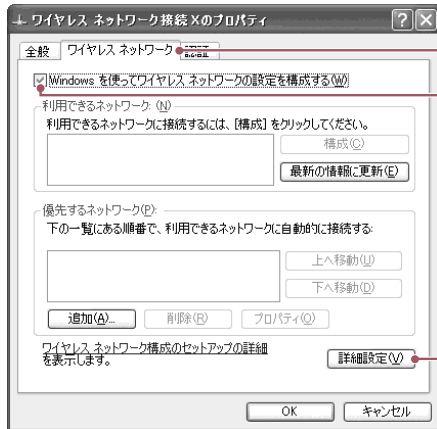 ワイヤレス ネットワーク接続 Xのプロパティ
全般 ワイヤレス ネットワーク 認証
Windows を使ってワイヤレス ネットワークの設定を構成する(W)
利用できるネットワーク: (N)
利用できるネットワークに接続するには、[構成] をクリックしてください。
構成(C)
最新の情報に更新(E)
優先するネットワーク(P):
下の一覧にある順番で、利用できるネットワークに自動的に接続する:
上へ移動(U)
下へ移動(D)
追加(A)... 削除(R) プロパティ(O)
ワイヤレス ネットワーク構成のセットアップの詳細
を表示します。
詳細設定(V)
OK キャンセル